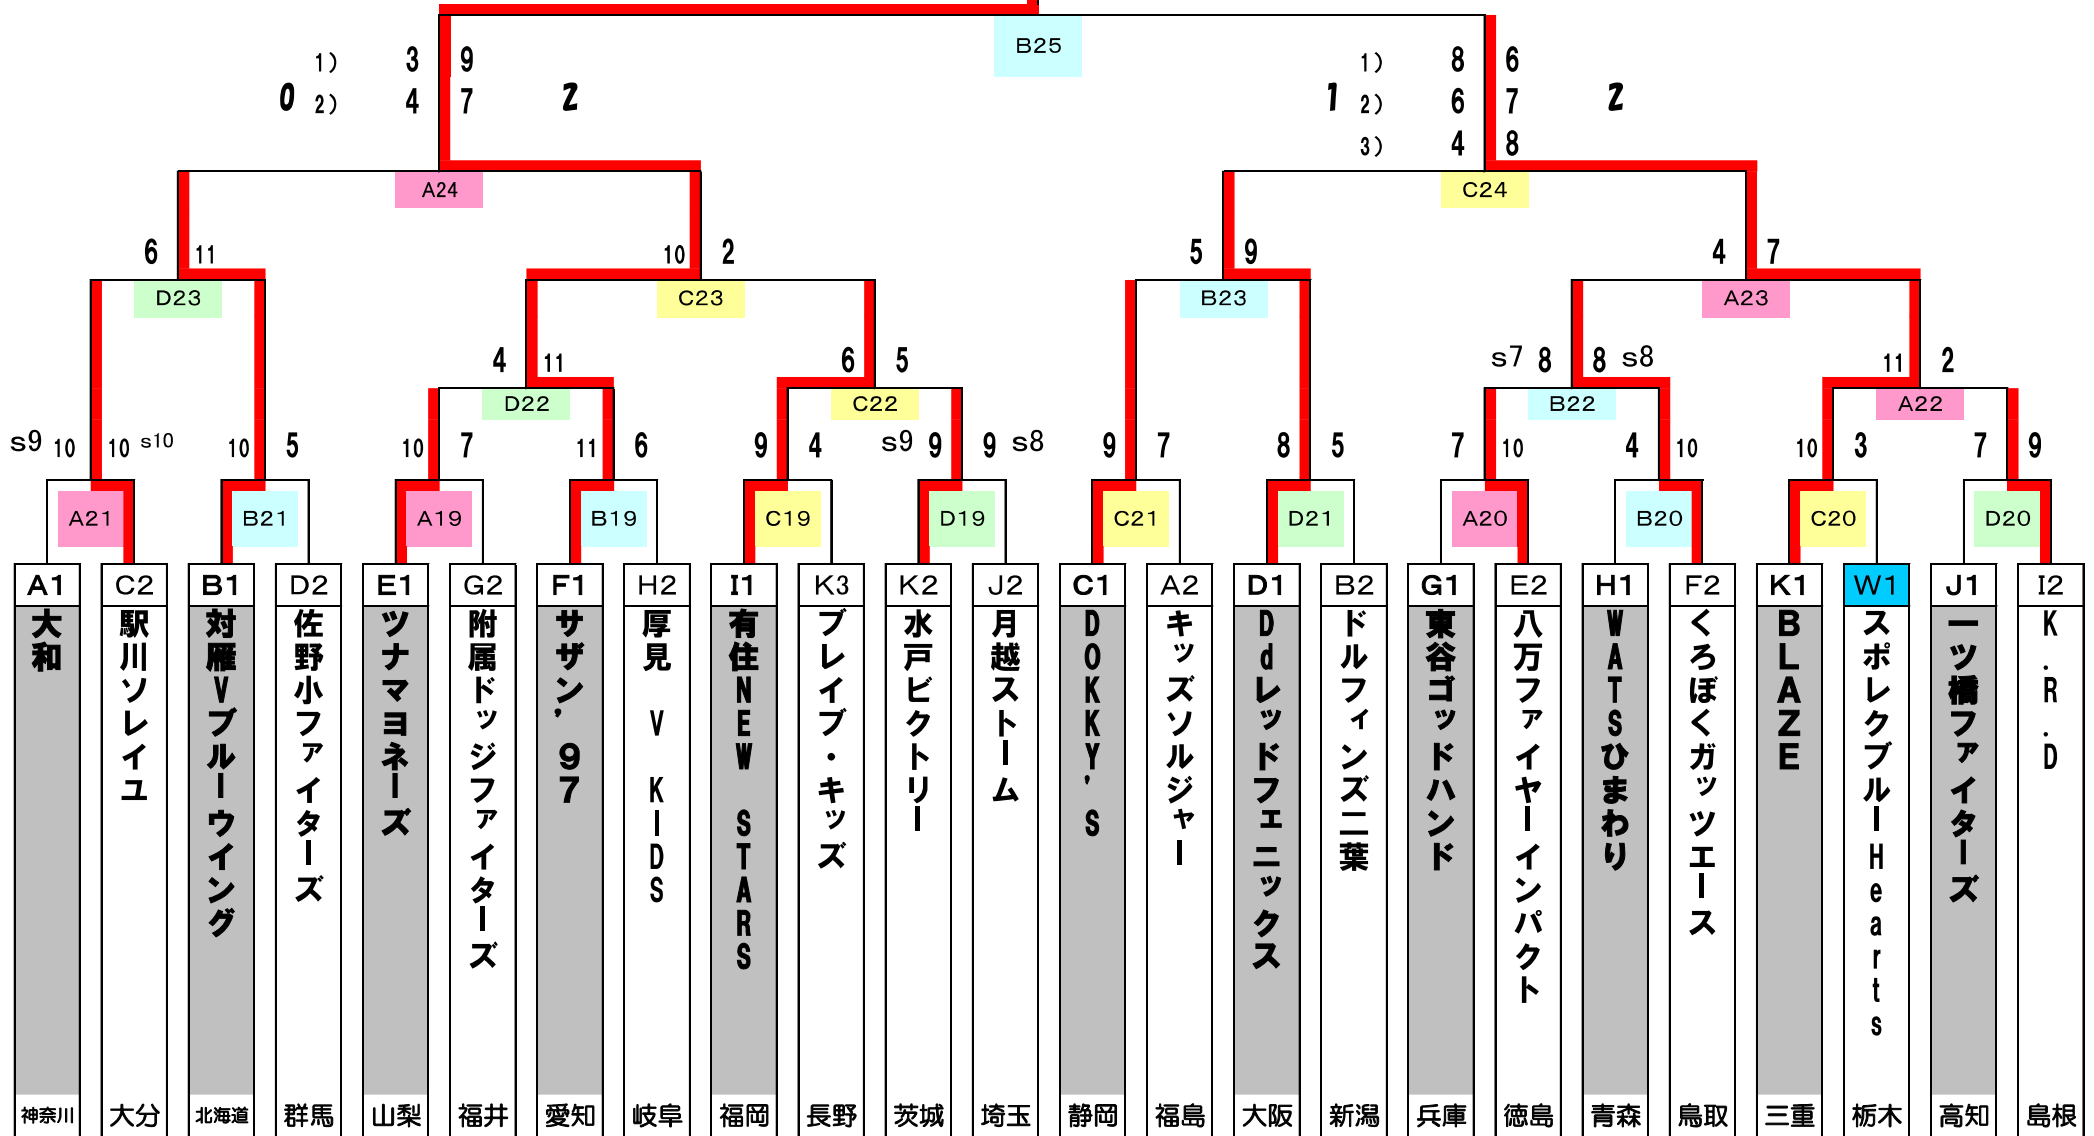 B25
1) 3 9
0 2) 4 7 2
1) 8 6
1 2) 6 7 2
3) 4 8
A24
C24
6 11
10 2
5 9
4 7
D23
C23
B23
A23
4 11
6 5
s7 8 8 s8
11 2
D22
C22
B22
A22
s9 10 10 s10
10 5
10 7
11 6
9 4
s9 9 9 s8
9 7
8 5
7 10
4 10
10 3
7 9
A21
B21
A19
B19
C19
D19
C21
D21
A20
B20
C20
D20
A1
大和
神奈川
C2
駅川ソレイユ
大分
B1
対雁Vブルーウイング
北海道
D2
佐野小ファイターズ
群馬
E1
ツナマヨネーズ
山梨
G2
附属ドッジファイターズ
福井
F1
サザン’97
愛知
H2
厚見 V KIDS
岐阜
I1
有住NEW STARS
福岡
K3
ブレイブ・キッズ
長野
K2
水戸ビクトリー
茨城
J2
月越ストーム
埼玉
C1
DOKKY'S
静岡
A2
キッズソルジャー
福島
D1
Ddレッドフェニックス
大阪
B2
ドルフィンズ二葉
新潟
G1
東谷ゴッドハンド
兵庫
E2
八万ファイヤーインパクト
徳島
H1
WATSひまわり
青森
F2
くろぼくガッツエース
鳥取
K1
BLAZE
三重
W1
スポレクブルーHearts
栃木
J1
一ツ橋ファイターズ
高知
I2
K.R.D
島根